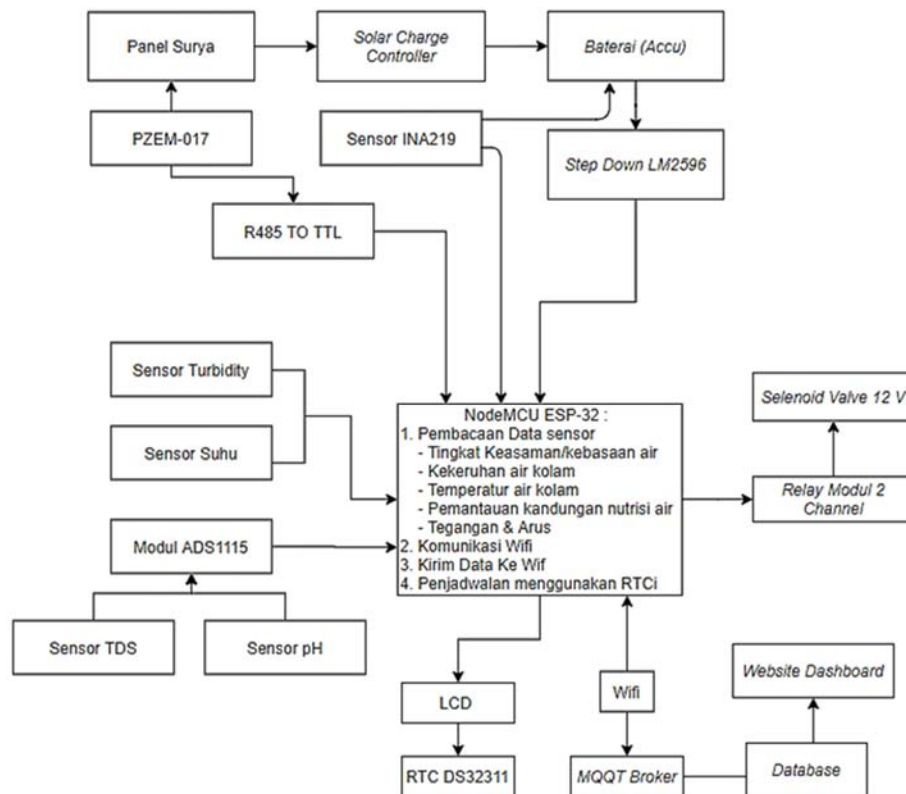 Panel Surya
Solar Charge
Controller
Baterai (Accu)
PZEM-017
Sensor INA219
Step Down LM2596
R485 TO TTL
Sensor Turbidity
Sensor Suhu
Modul ADS1115
Sensor TDS
Sensor pH
NodeMCU ESP-32 :
1. Pembacaan Data sensor
- Tingkat Keasaman/kebasaan air
- Kekeruhan air kolam
- Temperatur air kolam
- Pemantauan kandungan nutrisi air
- Tegangan & Arus
2. Komunikasi Wifi
3. Kirim Data Ke Wif
4. Penjadwalan menggunakan RTCi
Selenoid Valve 12 V
Relay Modul 2
Channel
LCD
RTC DS32311
Wifi
MQQT Broker
Database
Website Dashboard